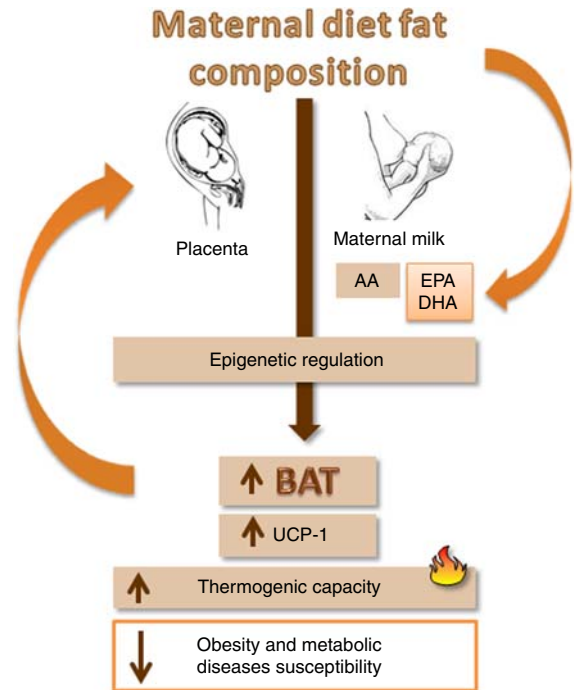 Maternal diet fat
composition
Placenta
Maternal milk
AA
EPA
DHA
Epigenetic regulation
BAT
UCP-1
Thermogenic capacity
Obesity and metabolic
diseases susceptibility